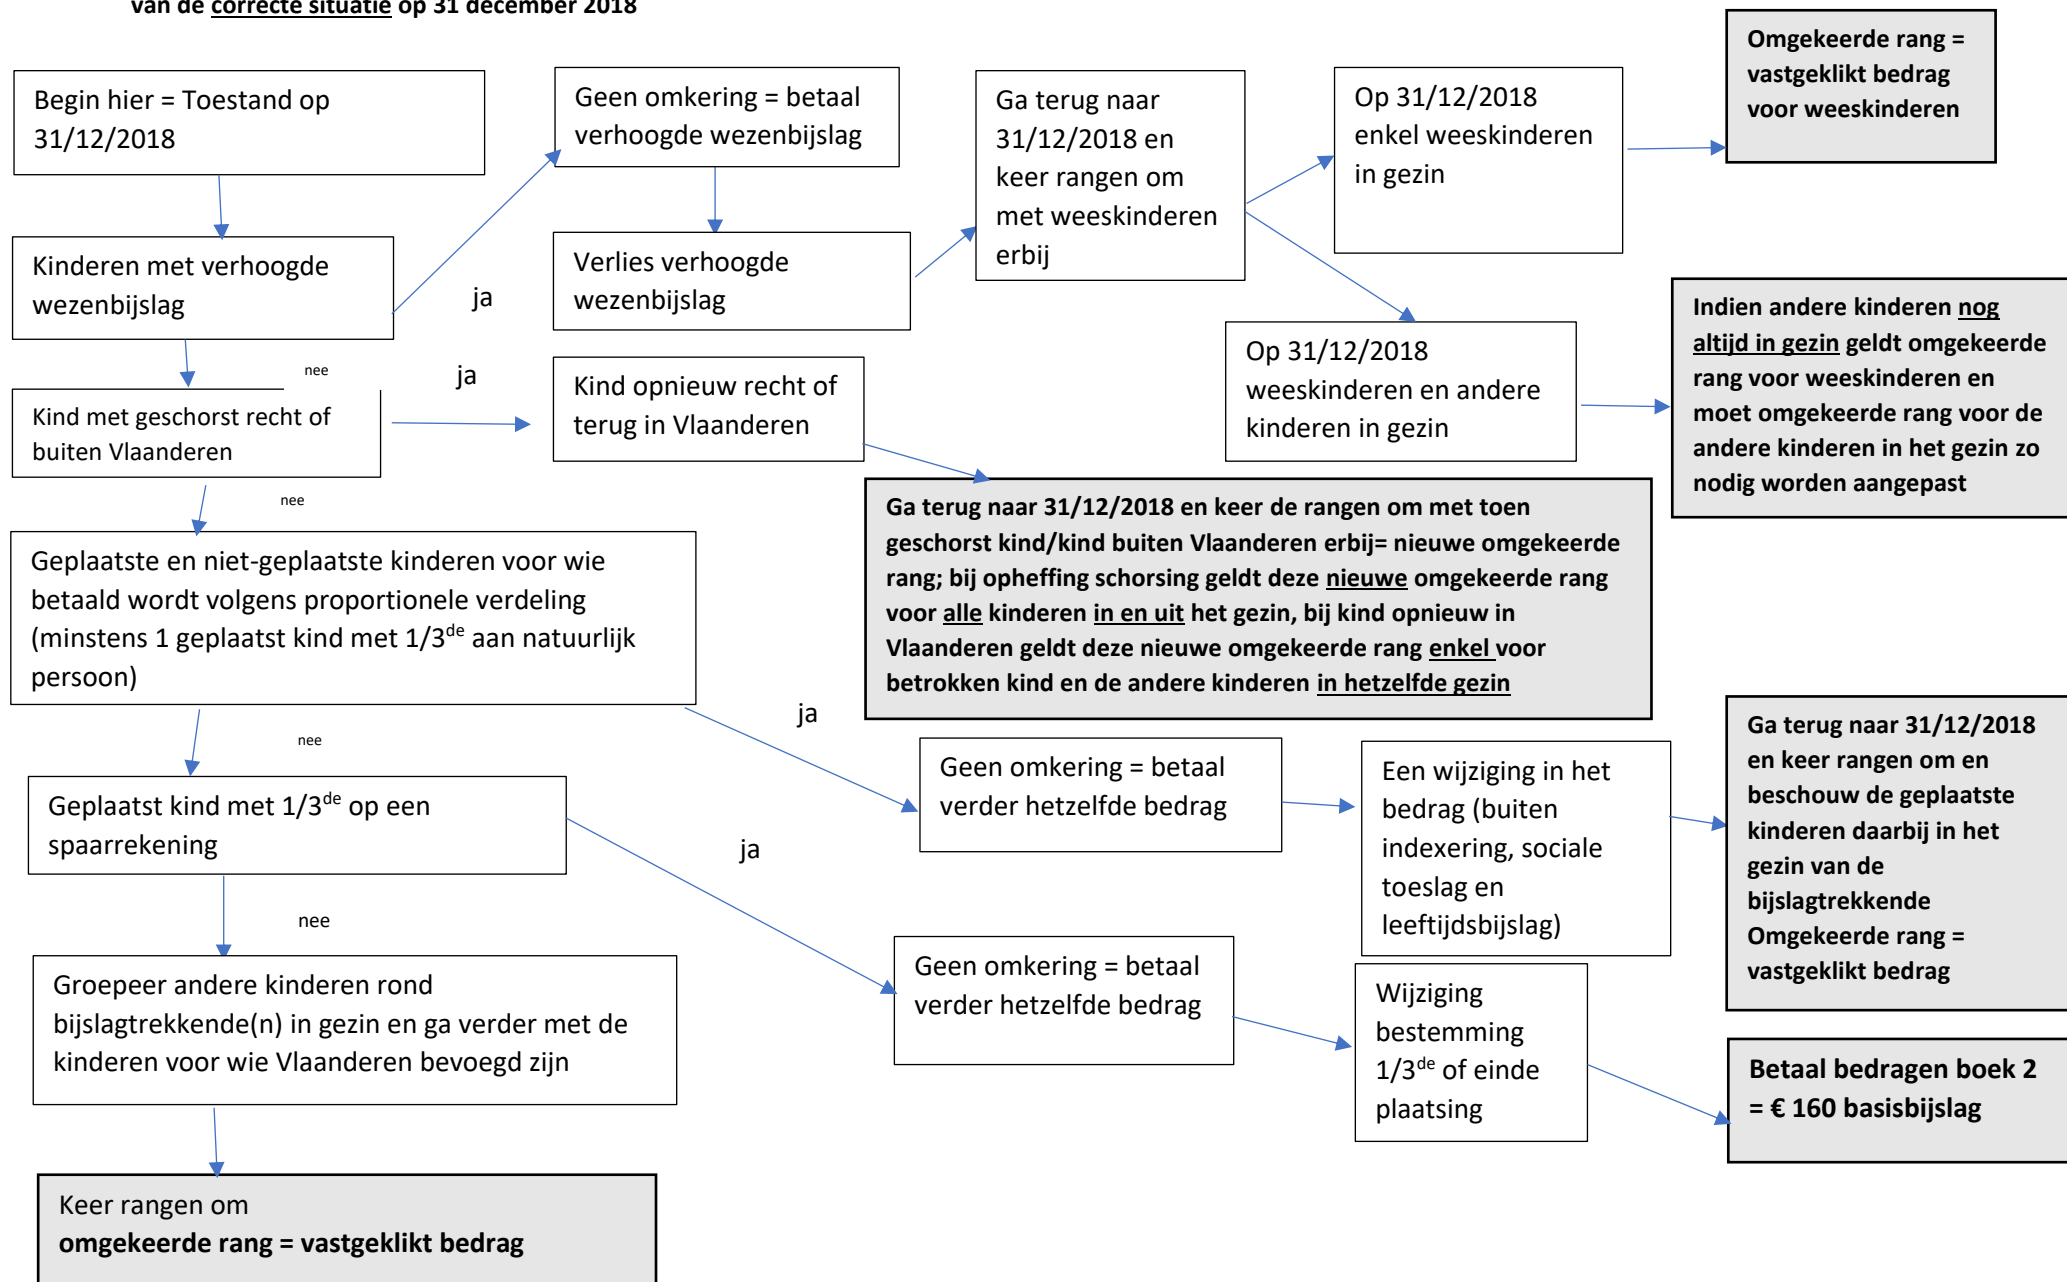 van de correcte situatie op 31 december 2018
Begin hier = Toestand op
31/12/2018
Geen omkering = betaal
verhoogde wezenbijslag
Ga terug naar
31/12/2018 en
keer rangen om
met weeskinderen
erbij
Op 31/12/2018
enkel weeskinderen
in gezin
Omgekeerde rang =
vastgeklikt bedrag
voor weeskinderen
Kinderen met verhoogde
wezenbijslag
ja
Verlies verhoogde
wezenbijslag
Op 31/12/2018
weeskinderen en andere
kinderen in gezin
Indien andere kinderen nog
altijd in gezin geldt omgekeerde
rang voor weeskinderen en
moet omgekeerde rang voor de
andere kinderen in het gezin zo
nodig worden aangepast
nee
Kind met geschorst recht of
buiten Vlaanderen
ja
Kind opnieuw recht of
terug in Vlaanderen
Ga terug naar 31/12/2018 en keer de rangen om met toen
geschorst kind/kind buiten Vlaanderen erbij= nieuwe omgekeerde
rang; bij opheffing schorsing geldt deze nieuwe omgekeerde rang
voor alle kinderen in en uit het gezin, bij kind opnieuw in
Vlaanderen geldt deze nieuwe omgekeerde rang enkel voor
betrokken kind en de andere kinderen in hetzelfde gezin
nee
Geplaatste en niet-geplaatste kinderen voor wie
betaald wordt volgens proportionele verdeling
(minstens 1 geplaatst kind met 1/3de aan natuurlijk
persoon)
ja
Geen omkering = betaal
verder hetzelfde bedrag
Een wijziging in het
bedrag (buiten
indexering, sociale
toeslag en
leeftijdsbijslag)
Ga terug naar 31/12/2018
en keer rangen om en
beschouw de geplaatste
kinderen daarbij in het
gezin van de
bijslagtrekkende
Omgekeerde rang =
vastgeklikt bedrag
nee
Geplaatst kind met 1/3de op een
spaarrekening
ja
Geen omkering = betaal
verder hetzelfde bedrag
Wijziging
bestemming
1/3de of einde
plaatsing
Betaal bedragen boek 2
= € 160 basisbijslag
nee
Groepeer andere kinderen rond
bijslagtrekkende(n) in gezin en ga verder met de
kinderen voor wie Vlaanderen bevoegd zijn
Keer rangen om
omgekeerde rang = vastgeklikt bedrag